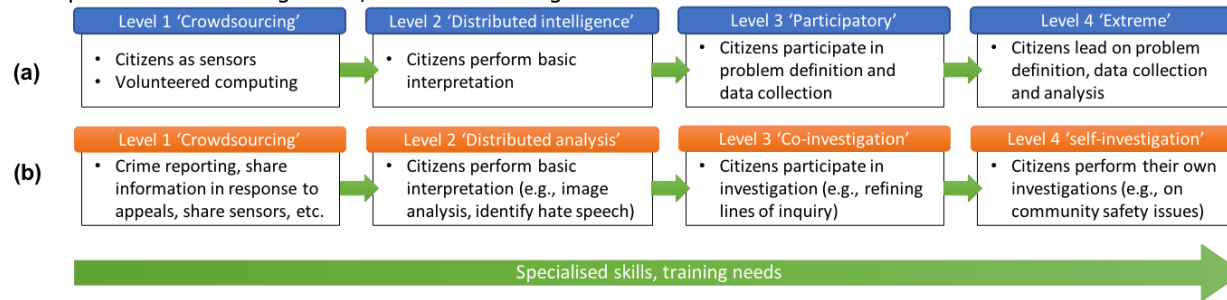 Level 1 ‘Crowdsourcing’
Level 2 ‘Distributed intelligence’
Level 3 ‘Participatory’
Level 4 ‘Extreme’
(a)
• Citizens as sensors
• Volunteered computing
• Citizens perform basic
interpretation
• Citizens participate in
problem definition and
data collection
• Citizens lead on problem
definition, data collection
and analysis
Level 1 ‘Crowdsourcing’
Level 2 ‘Distributed analysis’
Level 3 ‘Co-investigation’
Level 4 ‘self-investigation’
(b)
• Crime reporting, share
information in response to
appeals, share sensors, etc.
• Citizens perform basic
interpretation (e.g., image
analysis, identify hate speech)
• Citizens participate in
investigation (e.g., refining
lines of inquiry)
• Citizens perform their own
investigations (e.g., on
community safety issues)
Specialised skills, training needs